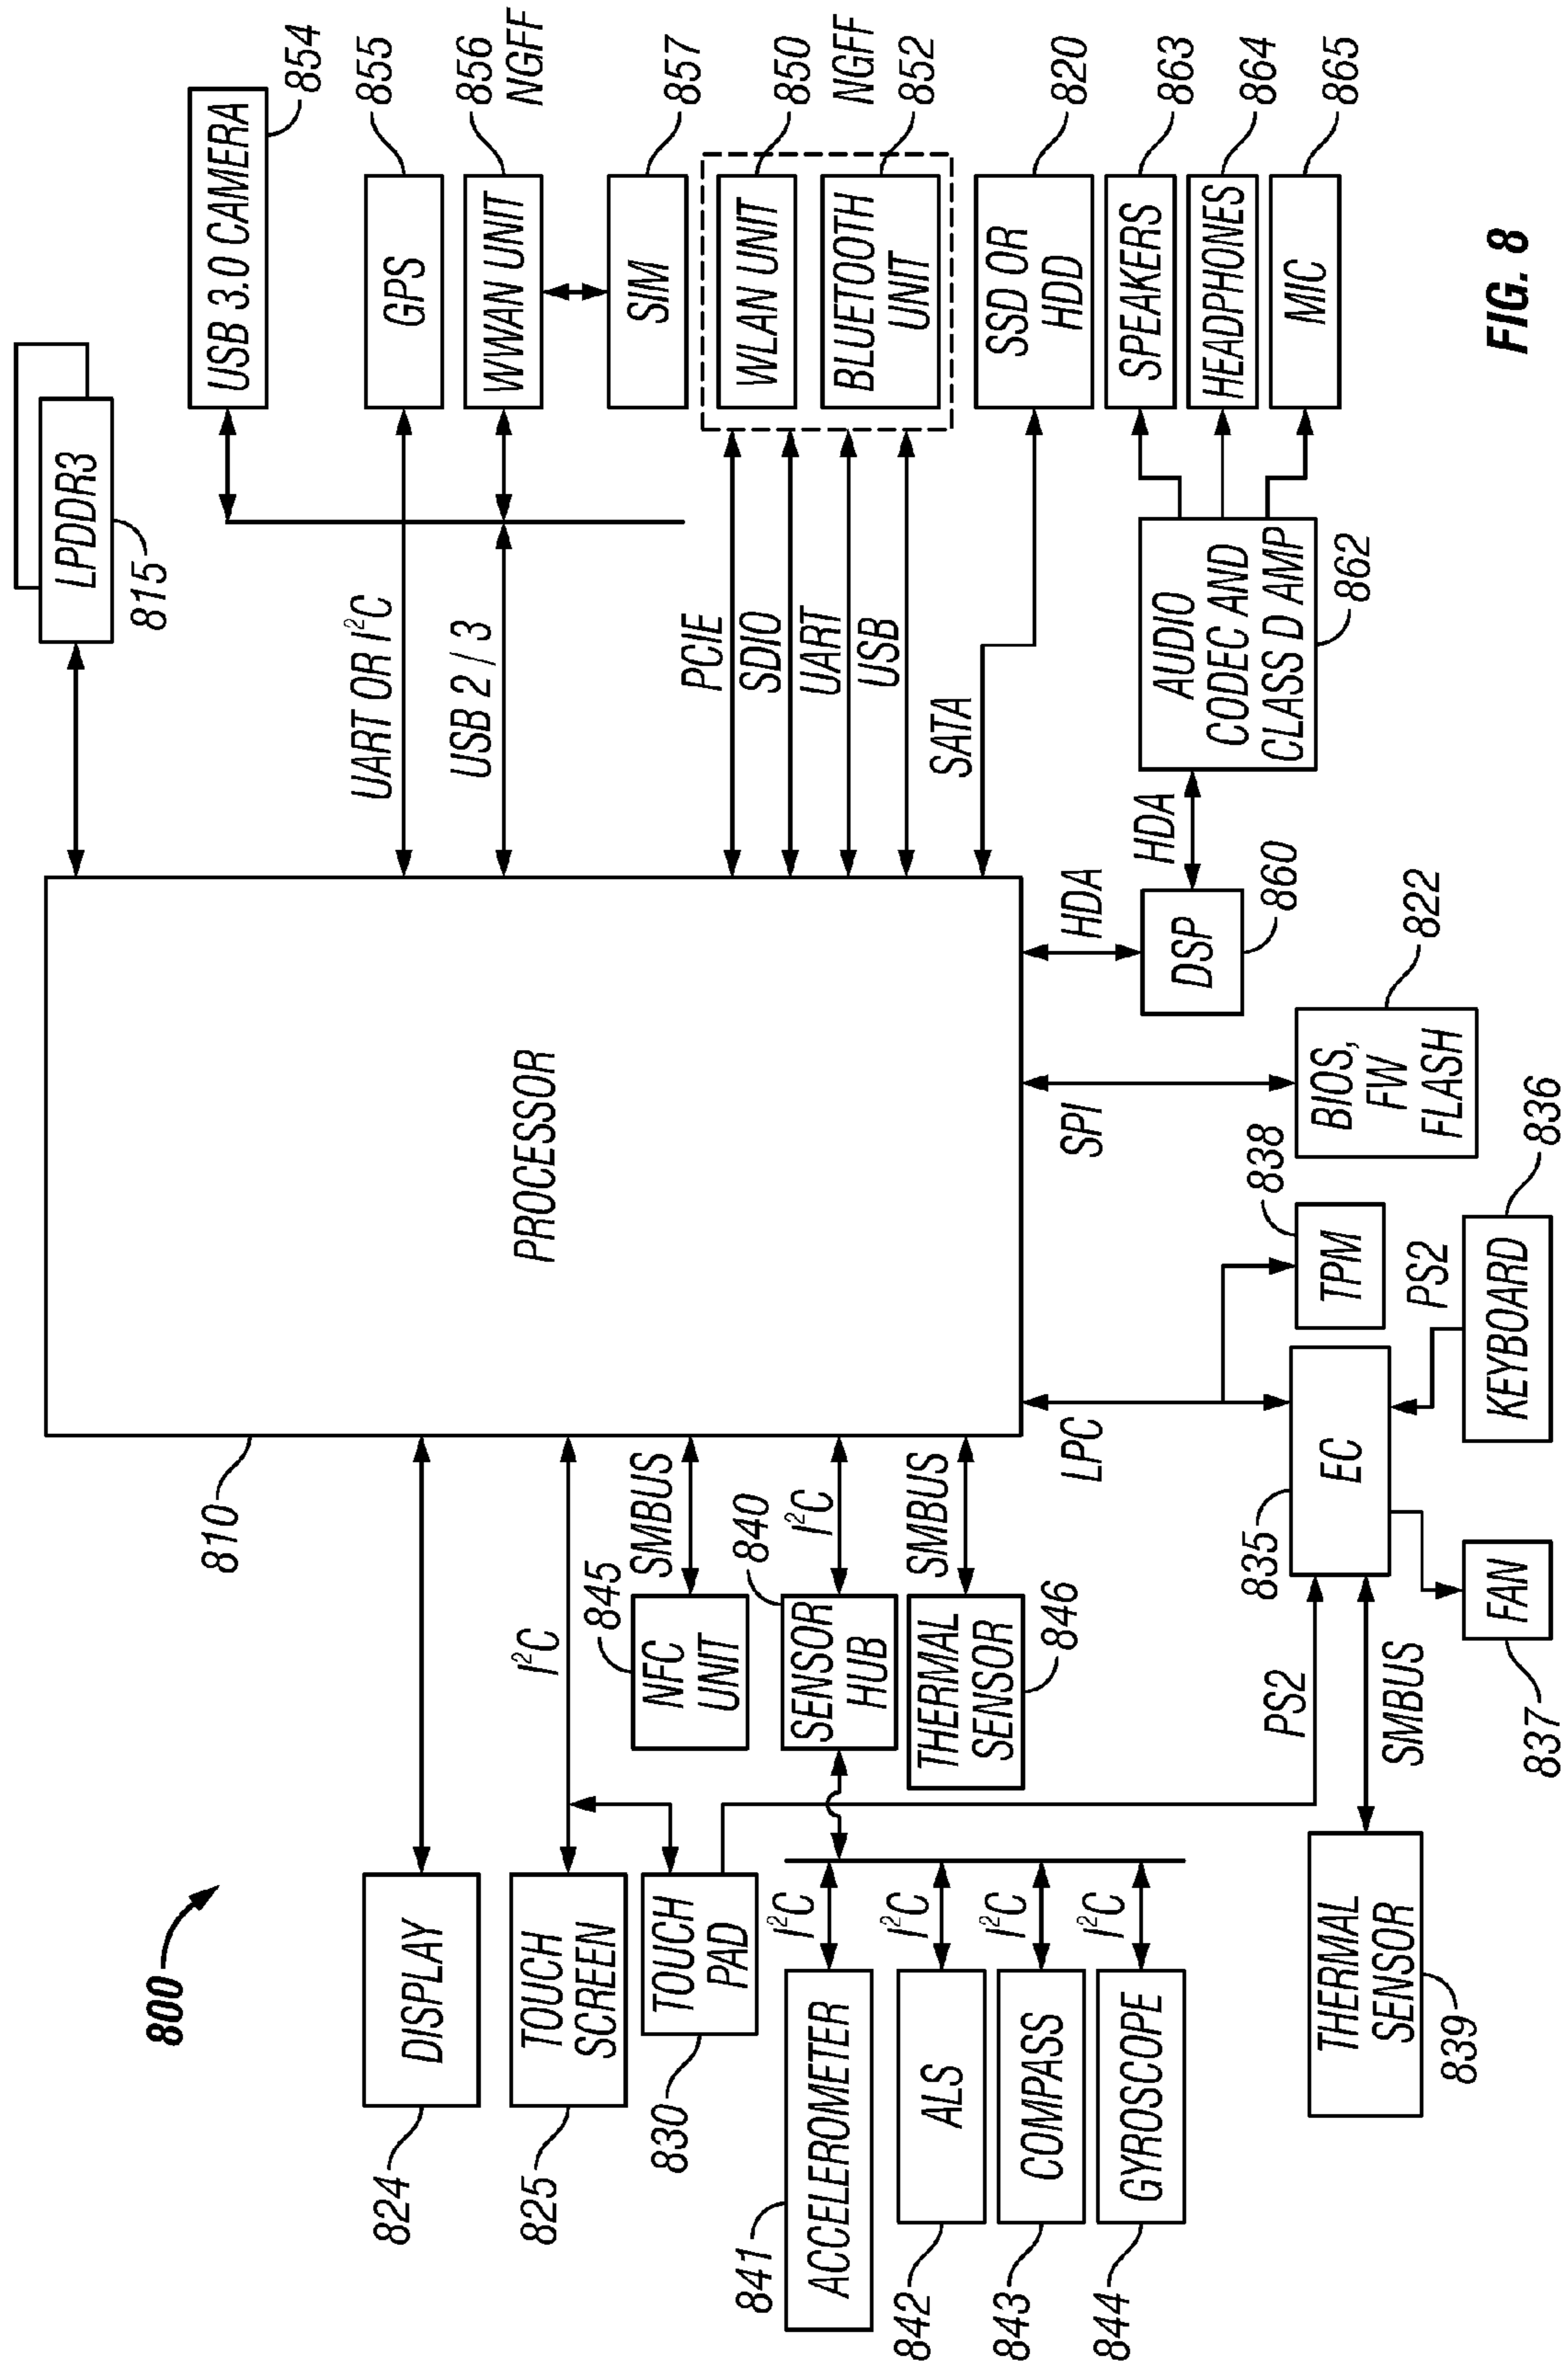 800
LPDDR3
815
USB 3.0 CAMERA
854
810
PROCESSOR
DISPLAY
824
UART OR I²C
GPS
855
TOUCH
SCREEN
825
I²C
USB 2 / 3
WWAN UNIT
856
NGFF
SIM
857
TOUCH
PAD
830
845
NFC
UNIT
SMBUS
PCIE
SDIO
UART
USB
WLAN UNIT
850
NGFF
BLUETOOTH
UNIT
852
840
SENSOR
HUB
I²C
841
ACCELEROMETER
I²C
ALS
842
I²C
COMPASS
843
I²C
GYROSCOPE
844
I²C
THERMAL
SENSOR
846
SMBUS
SATA
SSD OR
HDD
820
LPC
SPI
HDA
DSP
860
HDA
AUDIO
CODEC AND
CLASS D AMP
862
SPEAKERS
863
HEADPHONES
864
MIC
865
PS2
835
EC
TPM
838
BIOS,
FW
FLASH
822
THERMAL
SENSOR
839
SMBUS
FAN
837
PS2
KEYBOARD
836
FIG. 8